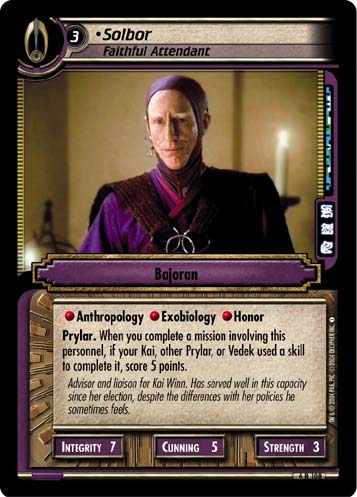 3
•Solbor
Faithful Attendant
Bajoran
• Anthropology • Exobiology • Honor
Prylar. When you complete a mission involving this
personnel, if your Kai, other Prylar, or Vedek used a skill
to complete it, score 5 points.
Advisor and liaison for Kai Winn. Has served well in this capacity
since her election, despite the differences with her policies he
sometimes feels.
INTEGRITY 7
CUNNING 5
STRENGTH 3
4 R 108